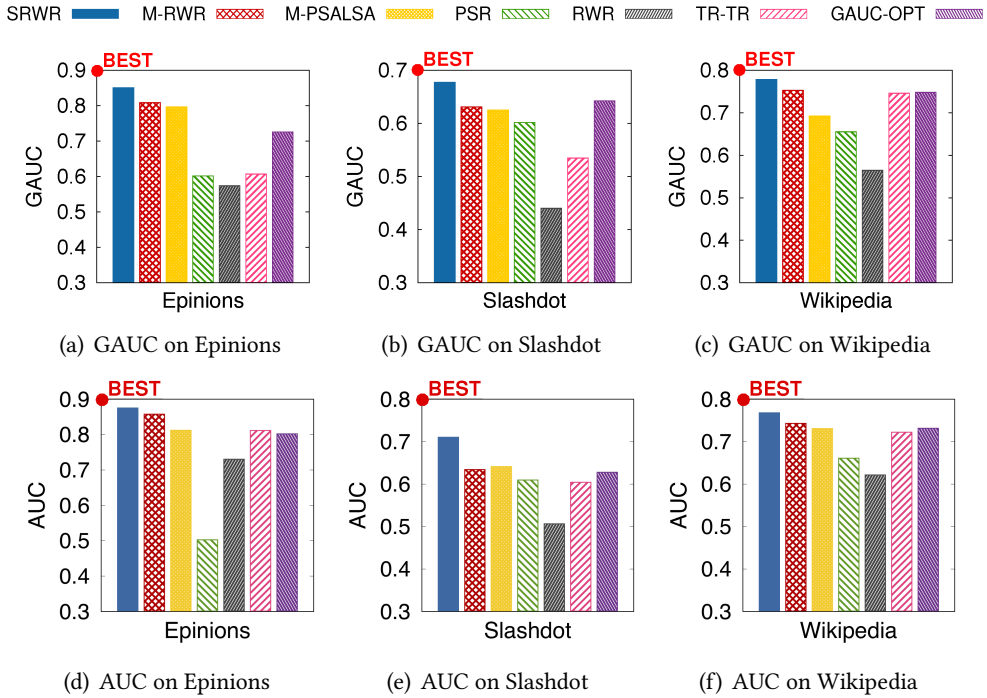 SRWR M-RWR M-PSALSA PSR RWR TR-TR GAUC-OPT
BEST
0.9
0.8
0.7
0.6
0.5
0.4
0.3
GAUC
Epinions
(a) GAUC on Epinions
BEST
0.7
0.6
0.5
0.4
0.3
GAUC
Slashdot
(b) GAUC on Slashdot
BEST
0.8
0.7
0.6
0.5
0.4
0.3
GAUC
Wikipedia
(c) GAUC on Wikipedia
BEST
0.9
0.8
0.7
0.6
0.5
0.4
0.3
AUC
Epinions
(d) AUC on Epinions
BEST
0.8
0.7
0.6
0.5
0.4
0.3
AUC
Slashdot
(e) AUC on Slashdot
BEST
0.8
0.7
0.6
0.5
0.4
0.3
AUC
Wikipedia
(f) AUC on Wikipedia